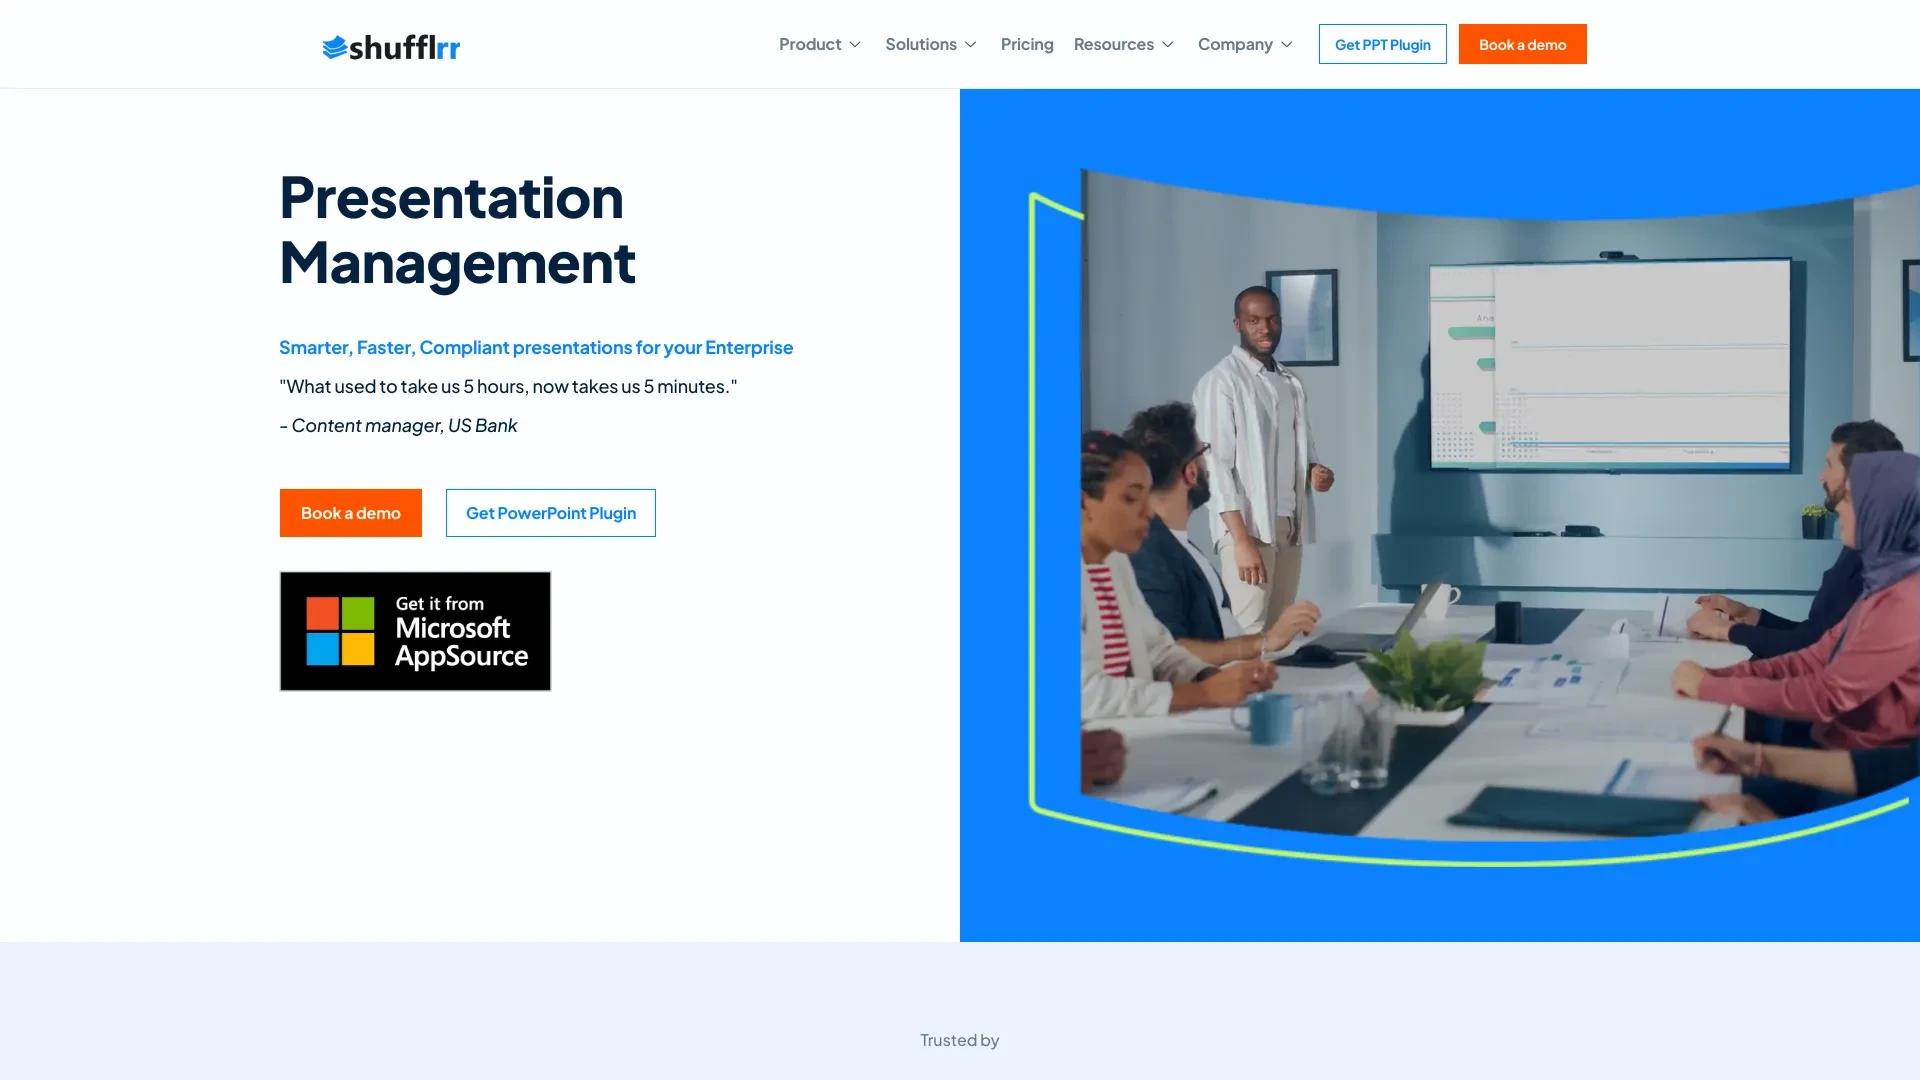 shufflrr
Product
Solutions
Pricing
Resources
Company
Get PPT Plugin
Book a demo
Presentation
Management
Smarter, Faster, Compliant presentations for your Enterprise
"What used to take us 5 hours, now takes us 5 minutes."
- Content manager, US Bank
Book a demo
Get PowerPoint Plugin
Get it from
Microsoft
AppSource
Ana
Trusted by